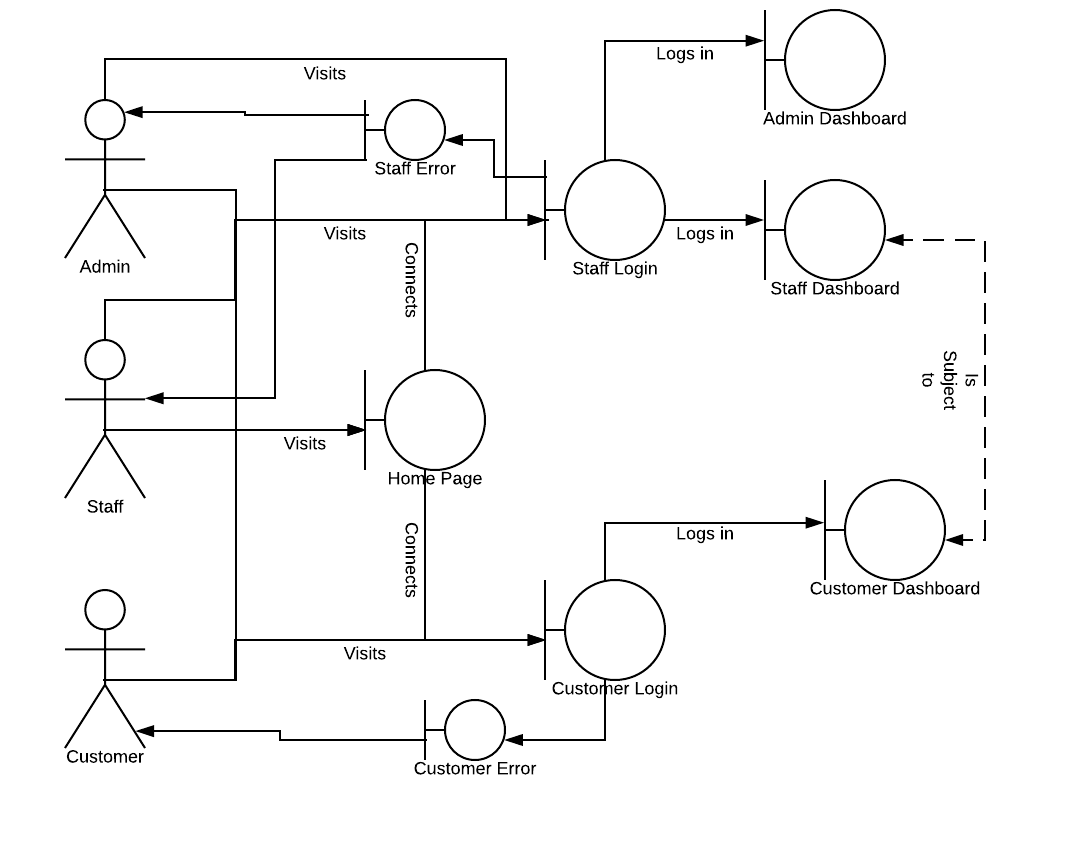 Logs in
Visits
Admin Dashboard
Staff Error
Visits
Logs in
Connects
Admin
Staff Login
Staff Dashboard
Is
Subject
to
Visits
Home Page
Staff
Connects
Logs in
Customer Dashboard
Visits
Customer Login
Customer
Customer Error